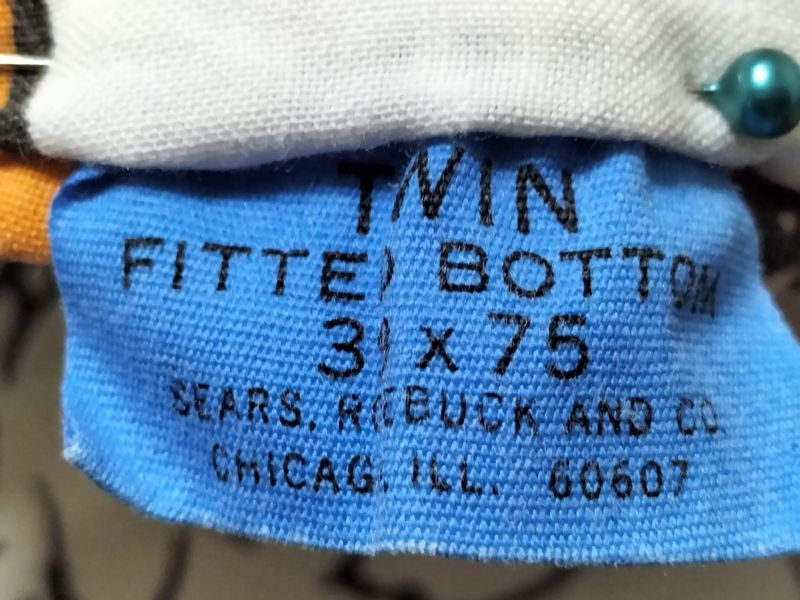 TWIN
FITTED BOTTOM
39 x 75
SEARS, ROEBUCK AND CO.
CHICAGO, ILL. 60607